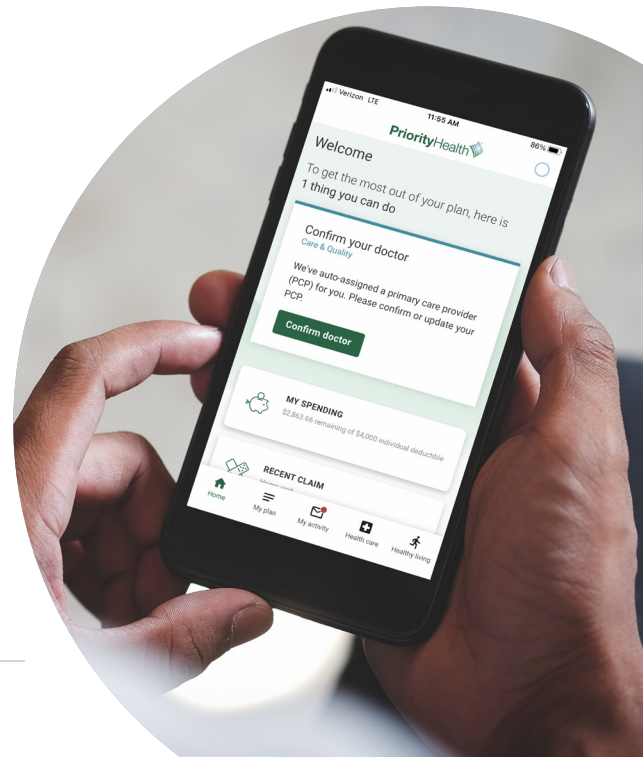 Verizon LTE
11:55 AM
86%
PriorityHealth
Welcome
To get the most out of your plan, here is
1 thing you can do
Confirm your doctor
Care & Quality
We've auto-assigned a primary care provider
(PCP) for you. Please confirm or update your
PCP.
Confirm doctor
MY SPENDING
$2,863.66 remaining of $4,000 individual deductible
RECENT CLAIM
Home
My plan
My activity
Health care
Healthy living